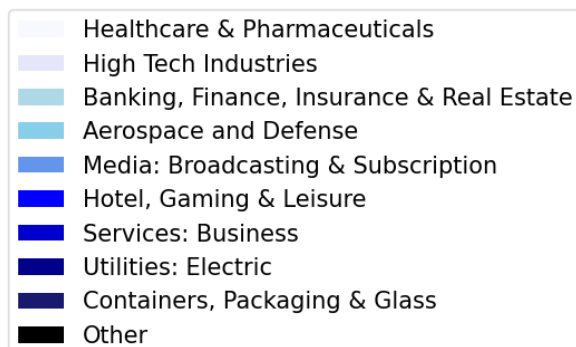 Healthcare & Pharmaceuticals
High Tech Industries
Banking, Finance, Insurance & Real Estate
Aerospace and Defense
Media: Broadcasting & Subscription
Hotel, Gaming & Leisure
Services: Business
Utilities: Electric
Containers, Packaging & Glass
Other